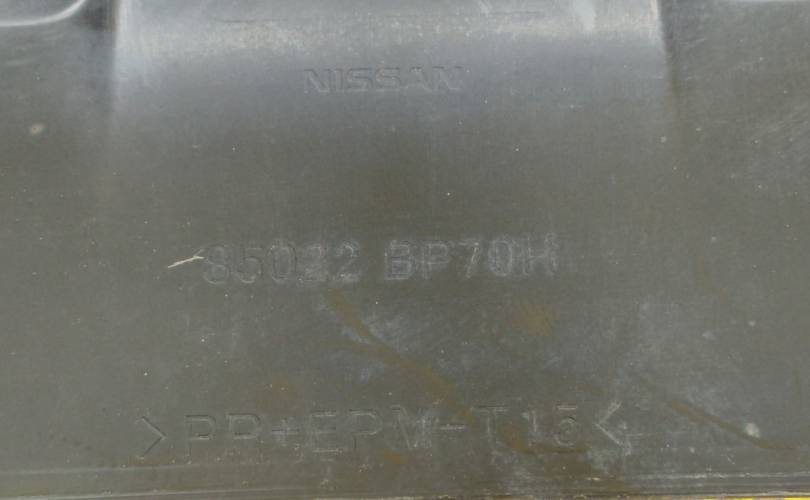 NISSAN
85022 BP70H
>PP+EPM-T15<